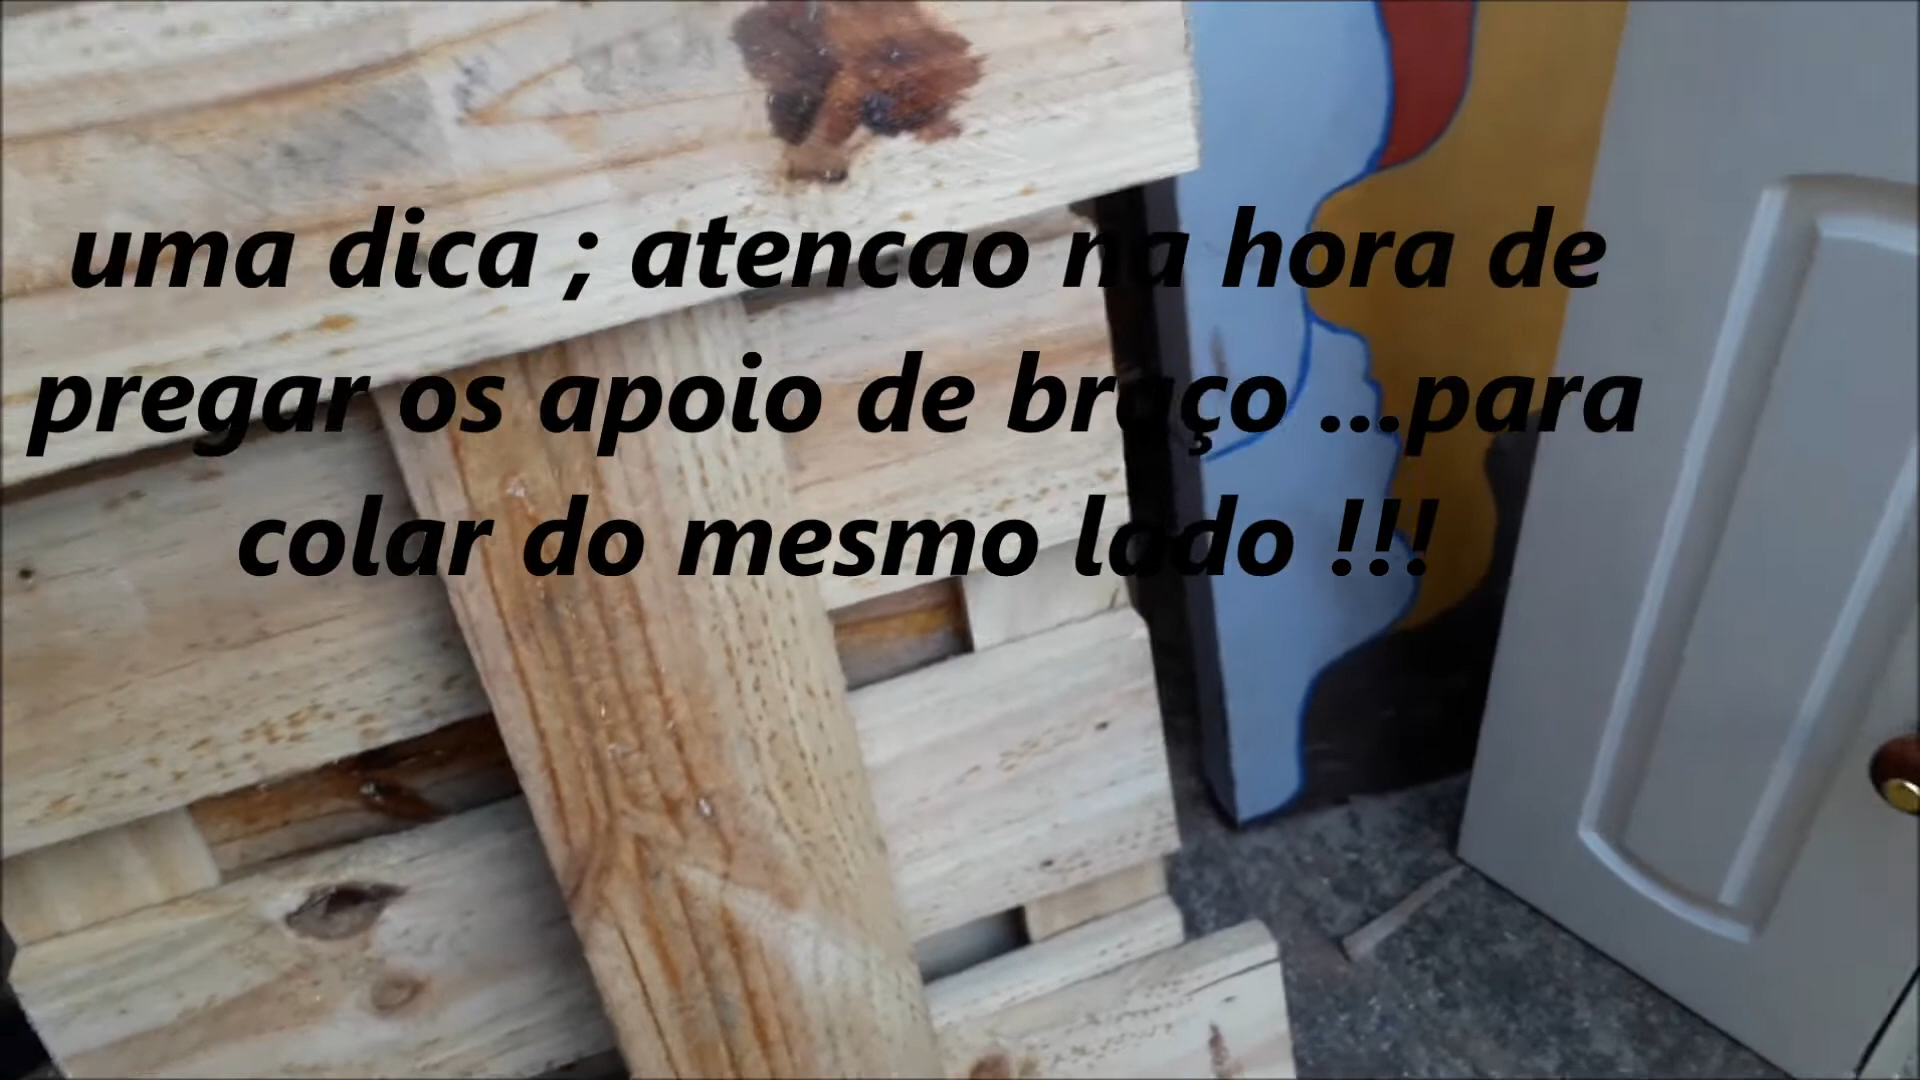 uma dica ; atencao na hora de
pregar os apoio de braço ...para
colar do mesmo lado !!!